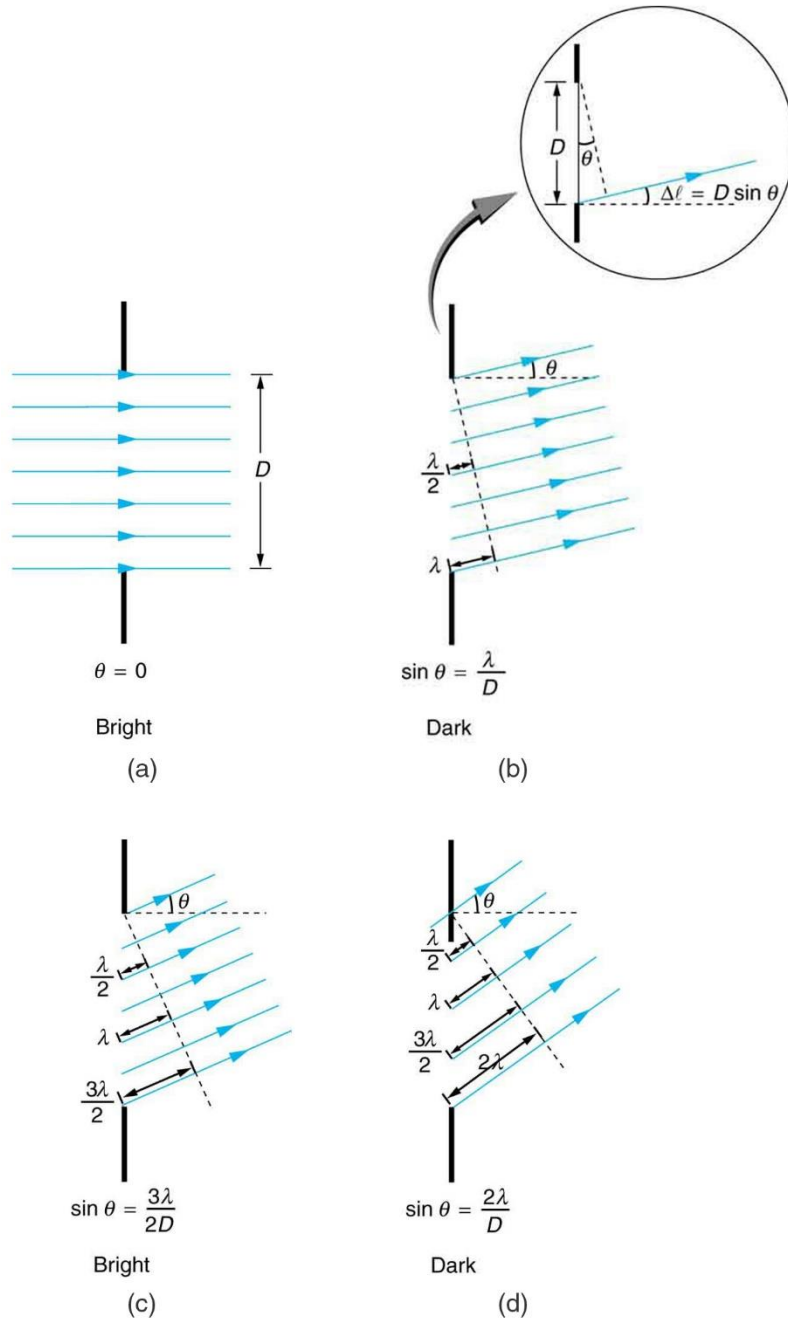 D
θ
Δℓ = D sin θ
D
θ
λ/2
λ
θ = 0
Bright
(a)
sin θ = λ/D
Dark
(b)
θ
λ/2
λ
3λ/2
sin θ = 3λ/2D
Bright
(c)
θ
λ/2
λ
3λ/2
2λ
sin θ = 2λ/D
Dark
(d)